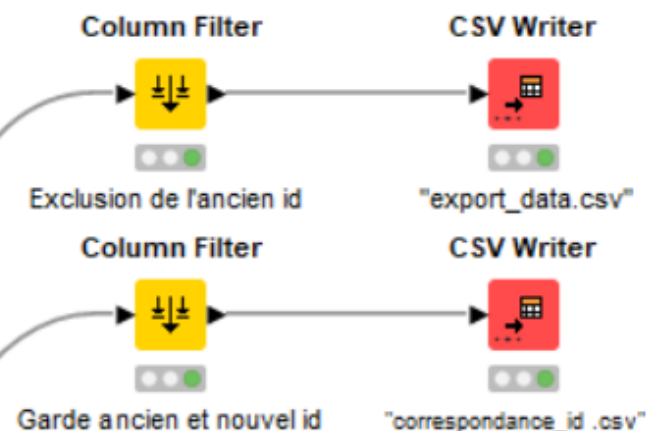 Column Filter CSV Writer
Exclusion de l'ancien id "export_data.csv"
Column Filter CSV Writer
Garde ancien et nouvel id "correspondance_id .csv"